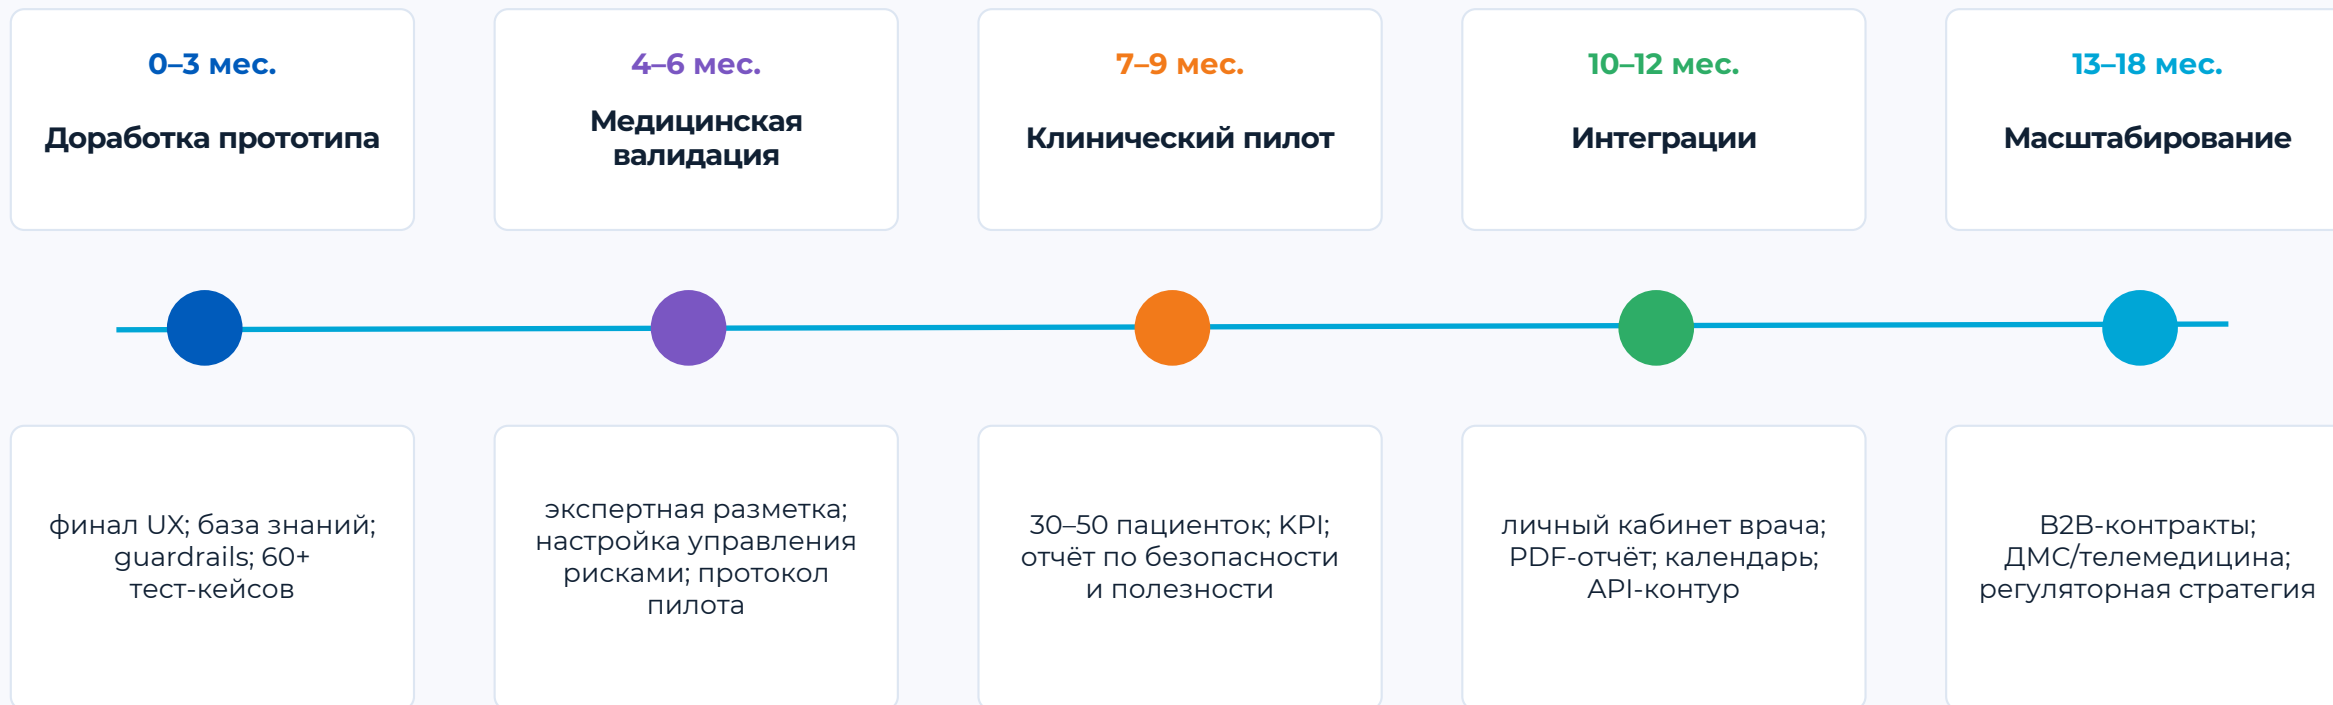 0–3 мес.
Доработка прототипа
4–6 мес.
Медицинская
валидация
7–9 мес.
Клинический пилот
10–12 мес.
Интеграции
13–18 мес.
Масштабирование
финал UX; база знаний;
guardrails; 60+
тест-кейсов
экспертная разметка;
настройка управления
рисками; протокол
пилота
30–50 пациенток; KPI;
отчёт по безопасности
и полезности
личный кабинет врача;
PDF-отчёт; календарь;
API-контур
B2B-контракты;
ДМС/телемедицина;
регуляторная стратегия